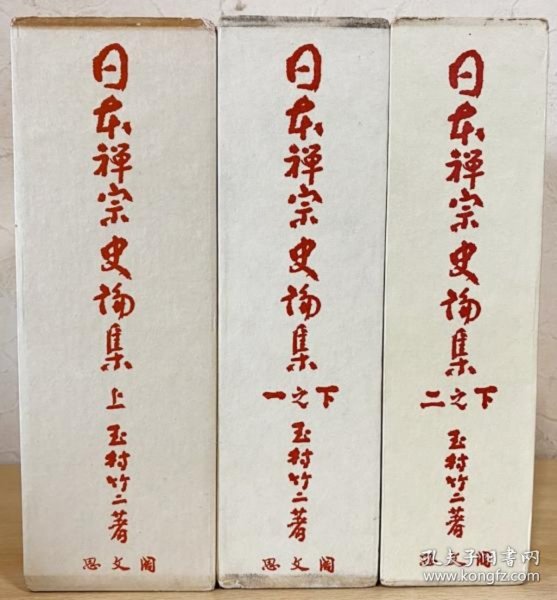 日本禅宗史論集
上
玉村竹二著
思文閣
日本禅宗史論集
下之一
玉村竹二著
思文閣
日本禅宗史論集
下之二
玉村竹二著
思文閣
孔夫子旧书网
www.kongfz.com